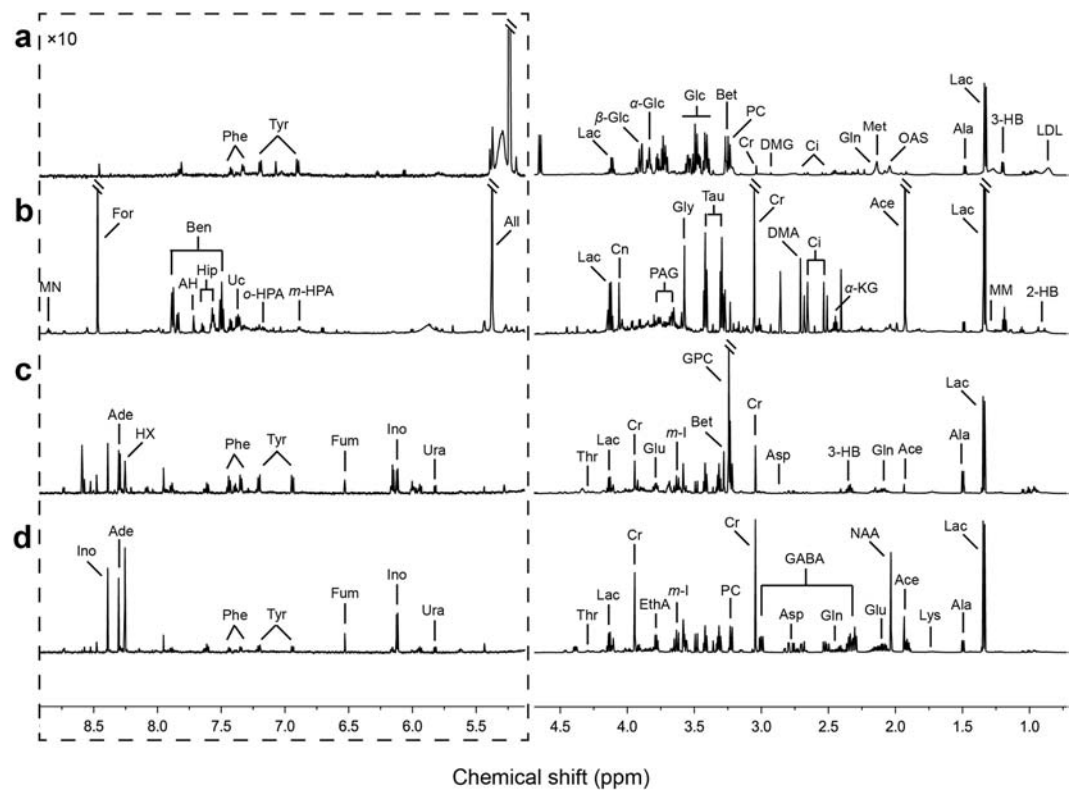 a
×10
Phe
Tyr
Lac
β-Glc
α-Glc
Glc
Bet
PC
Cr
DMG
Ci
Gln
Met
OAS
Ala
Lac
3-HB
LDL
b
MN
For
Ben
AH
Hip
Uc
o-HPA
m-HPA
All
Lac
Cn
PAG
Gly
Tau
Cr
DMA
Ci
α-KG
Ace
Lac
MM
2-HB
c
Ade
HX
Phe
Tyr
Fum
Ino
Ura
Thr
Lac
Cr
Glu
m-I
Bet
GPC
Cr
Asp
3-HB
Gln
Ace
Ala
Lac
d
Ino
Ade
Phe
Tyr
Fum
Ino
Ura
Thr
Lac
Cr
EthA
m-I
PC
Cr
GABA
Asp
Gln
Glu
NAA
Ace
Lys
Ala
Lac
8.5 8.0 7.5 7.0 6.5 6.0 5.5 4.5 4.0 3.5 3.0 2.5 2.0 1.5 1.0
Chemical shift (ppm)